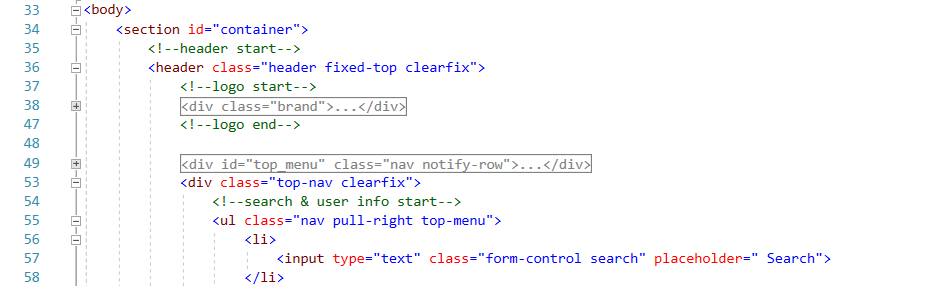 33 <body>
34 <section id="container">
35 <!--header start-->
36 <header class="header fixed-top clearfix">
37 <!--logo start-->
38 <div class="brand">...</div>
47 <!--logo end-->
48
49 <div id="top_menu" class="nav notify-row">...</div>
53 <div class="top-nav clearfix">
54 <!--search & user info start-->
55 <ul class="nav pull-right top-menu">
56 <li>
57 <input type="text" class="form-control search" placeholder=" Search">
58 </li>